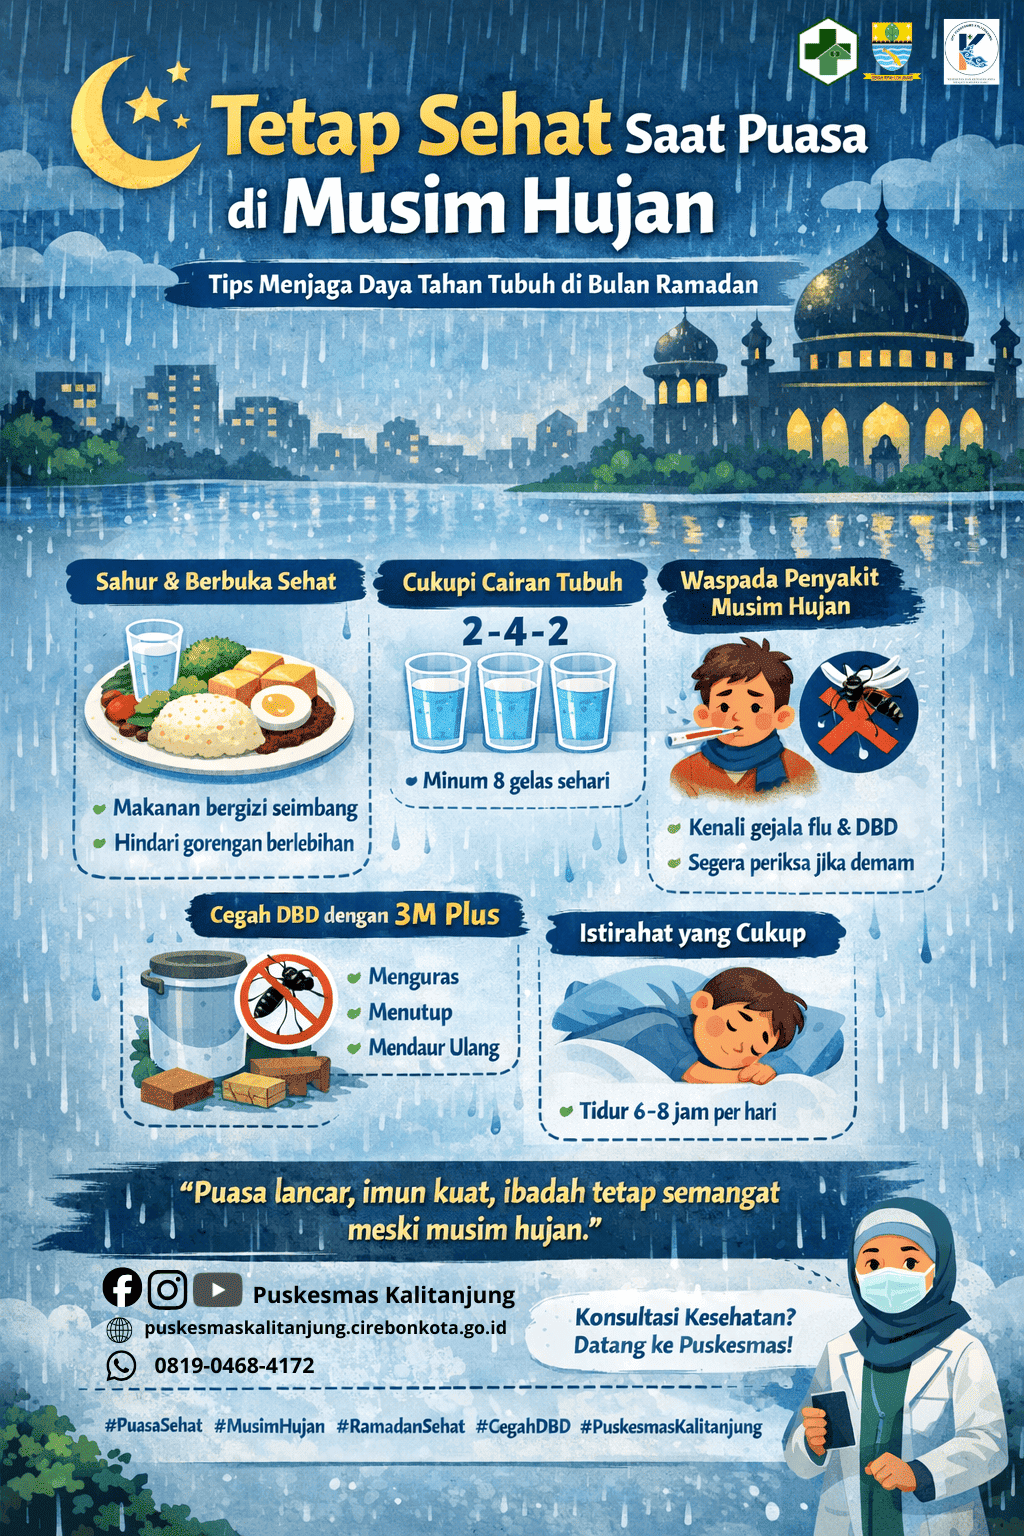 Tetap Sehat Saat Puasa
di Musim Hujan
Tips Menjaga Daya Tahan Tubuh di Bulan Ramadan
Sahur & Berbuka Sehat
Makanan bergizi seimbang
Hindari gorengan berlebihan
Cukupi Cairan Tubuh
2-4-2
Minum 8 gelas sehari
Waspada Penyakit
Musim Hujan
Kenali gejala flu & DBD
Segera periksa jika demam
Cegah DBD dengan 3M Plus
Menguras
Menutup
Mendaur Ulang
Istirahat yang Cukup
Tidur 6-8 jam per hari
“Puasa lancar, imun kuat, ibadah tetap semangat
meski musim hujan.”
Puskesmas Kalitanjung
puskesmaskalitanjung.cirebonkota.go.id
0819-0468-4172
Konsultasi Kesehatan?
Datang ke Puskesmas!
#PuasaSehat #MusimHujan #RamadanSehat #CegahDBD #PuskesmasKalitanjung